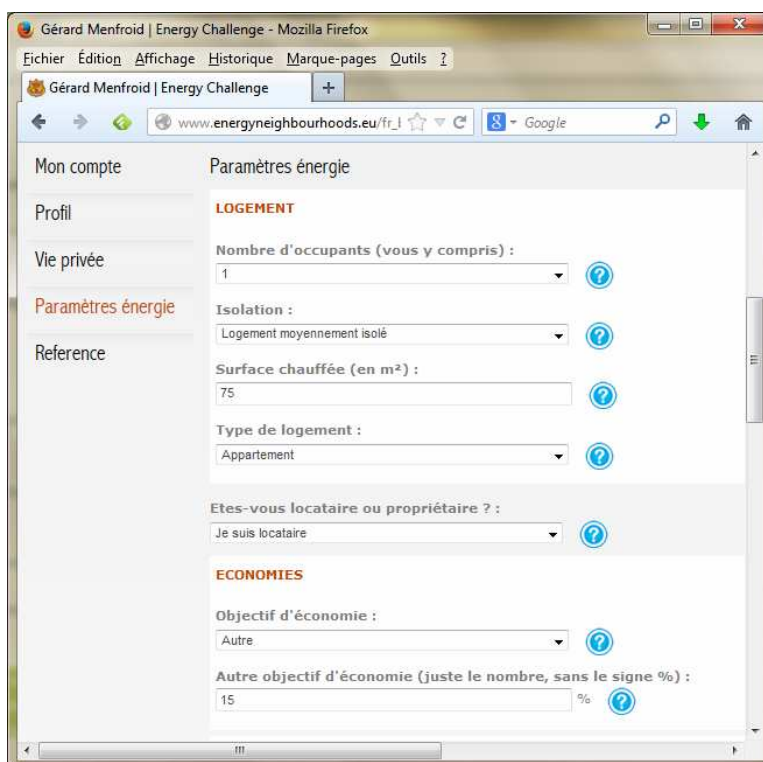 Gérard Menfroid | Energy Challenge - Mozilla Firefox
Fichier Édition Affichage Historique Marque-pages Outils ?
Gérard Menfroid | Energy Challenge +
www.energyneighbourhoods.eu/fr_ 8 Google
Mon compte
Profil
Vie privée
Paramètres énergie
Reference
Paramètres énergie
LOGEMENT
Nombre d'occupants (vous y compris) :
1
Isolation :
Logement moyennement isolé
Surface chauffée (en m²) :
75
Type de logement :
Appartement
Etes-vous locataire ou propriétaire ? :
Je suis locataire
ECONOMIES
Objectif d'économie :
Autre
Autre objectif d'économie (juste le nombre, sans le signe %) :
15 %